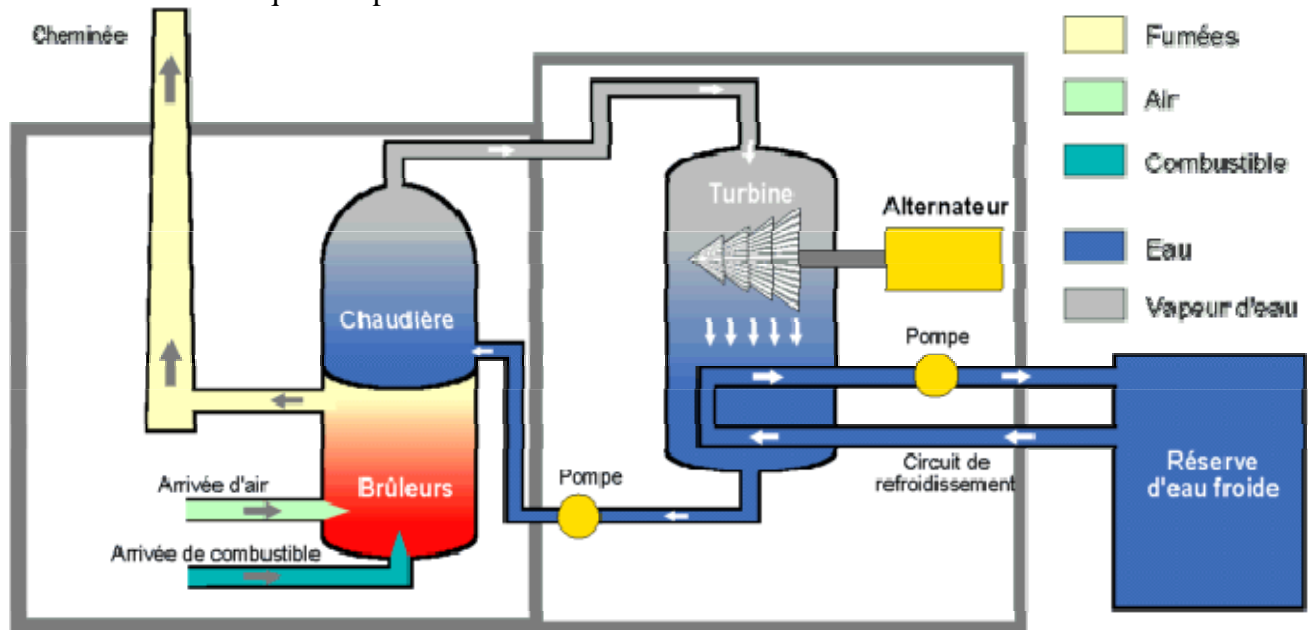 Cheminée
Fumées
Air
Combustible
Eau
Vapeur d'eau
Turbine
Alternateur
Chaudière
Pompe
Brûleurs
Arrivée d'air
Arrivée de combustible
Pompe
Circuit de
refroidissement
Réserve
d'eau froide